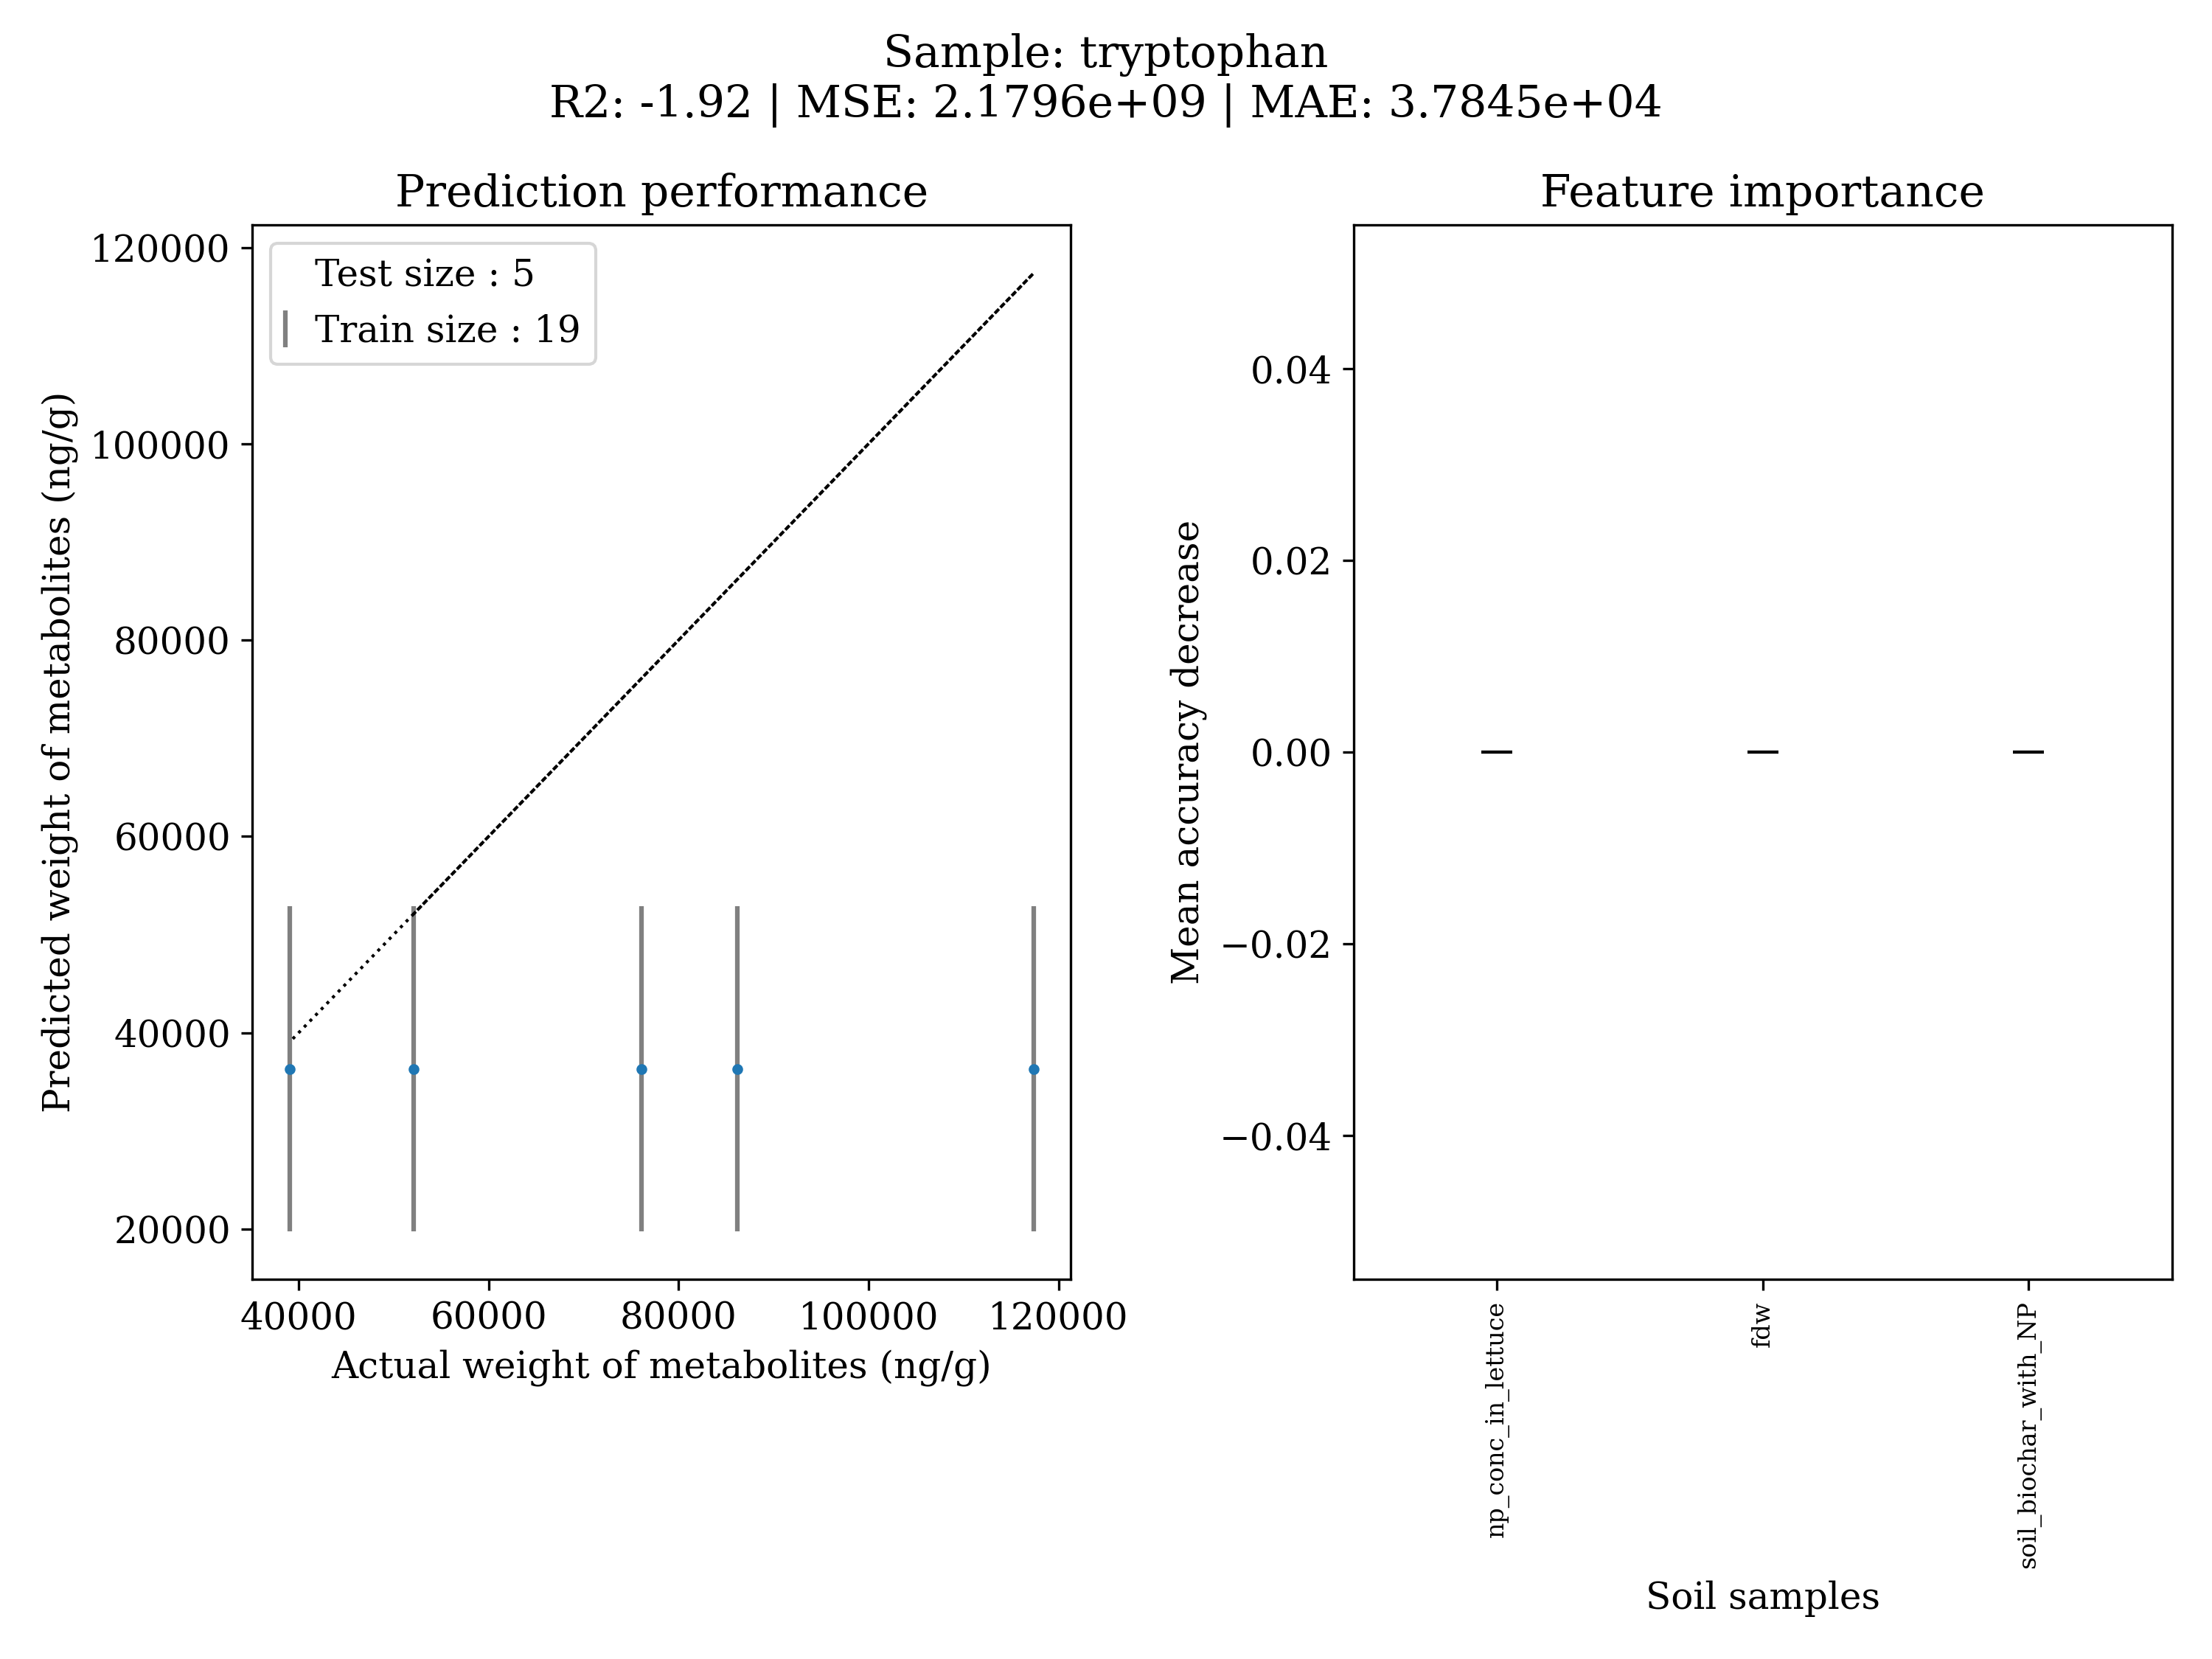 Sample: tryptophan
R2: -1.92 | MSE: 2.1796e+09 | MAE: 3.7845e+04
Prediction performance
Test size : 5
Train size : 19
120000
100000
80000
60000
40000
20000
Predicted weight of metabolites (ng/g)
40000
60000
80000
100000
120000
Actual weight of metabolites (ng/g)
Feature importance
0.04
0.02
0.00
−0.02
−0.04
Mean accuracy decrease
np_conc_in_lettuce
fdw
soil_biochar_with_NP
Soil samples